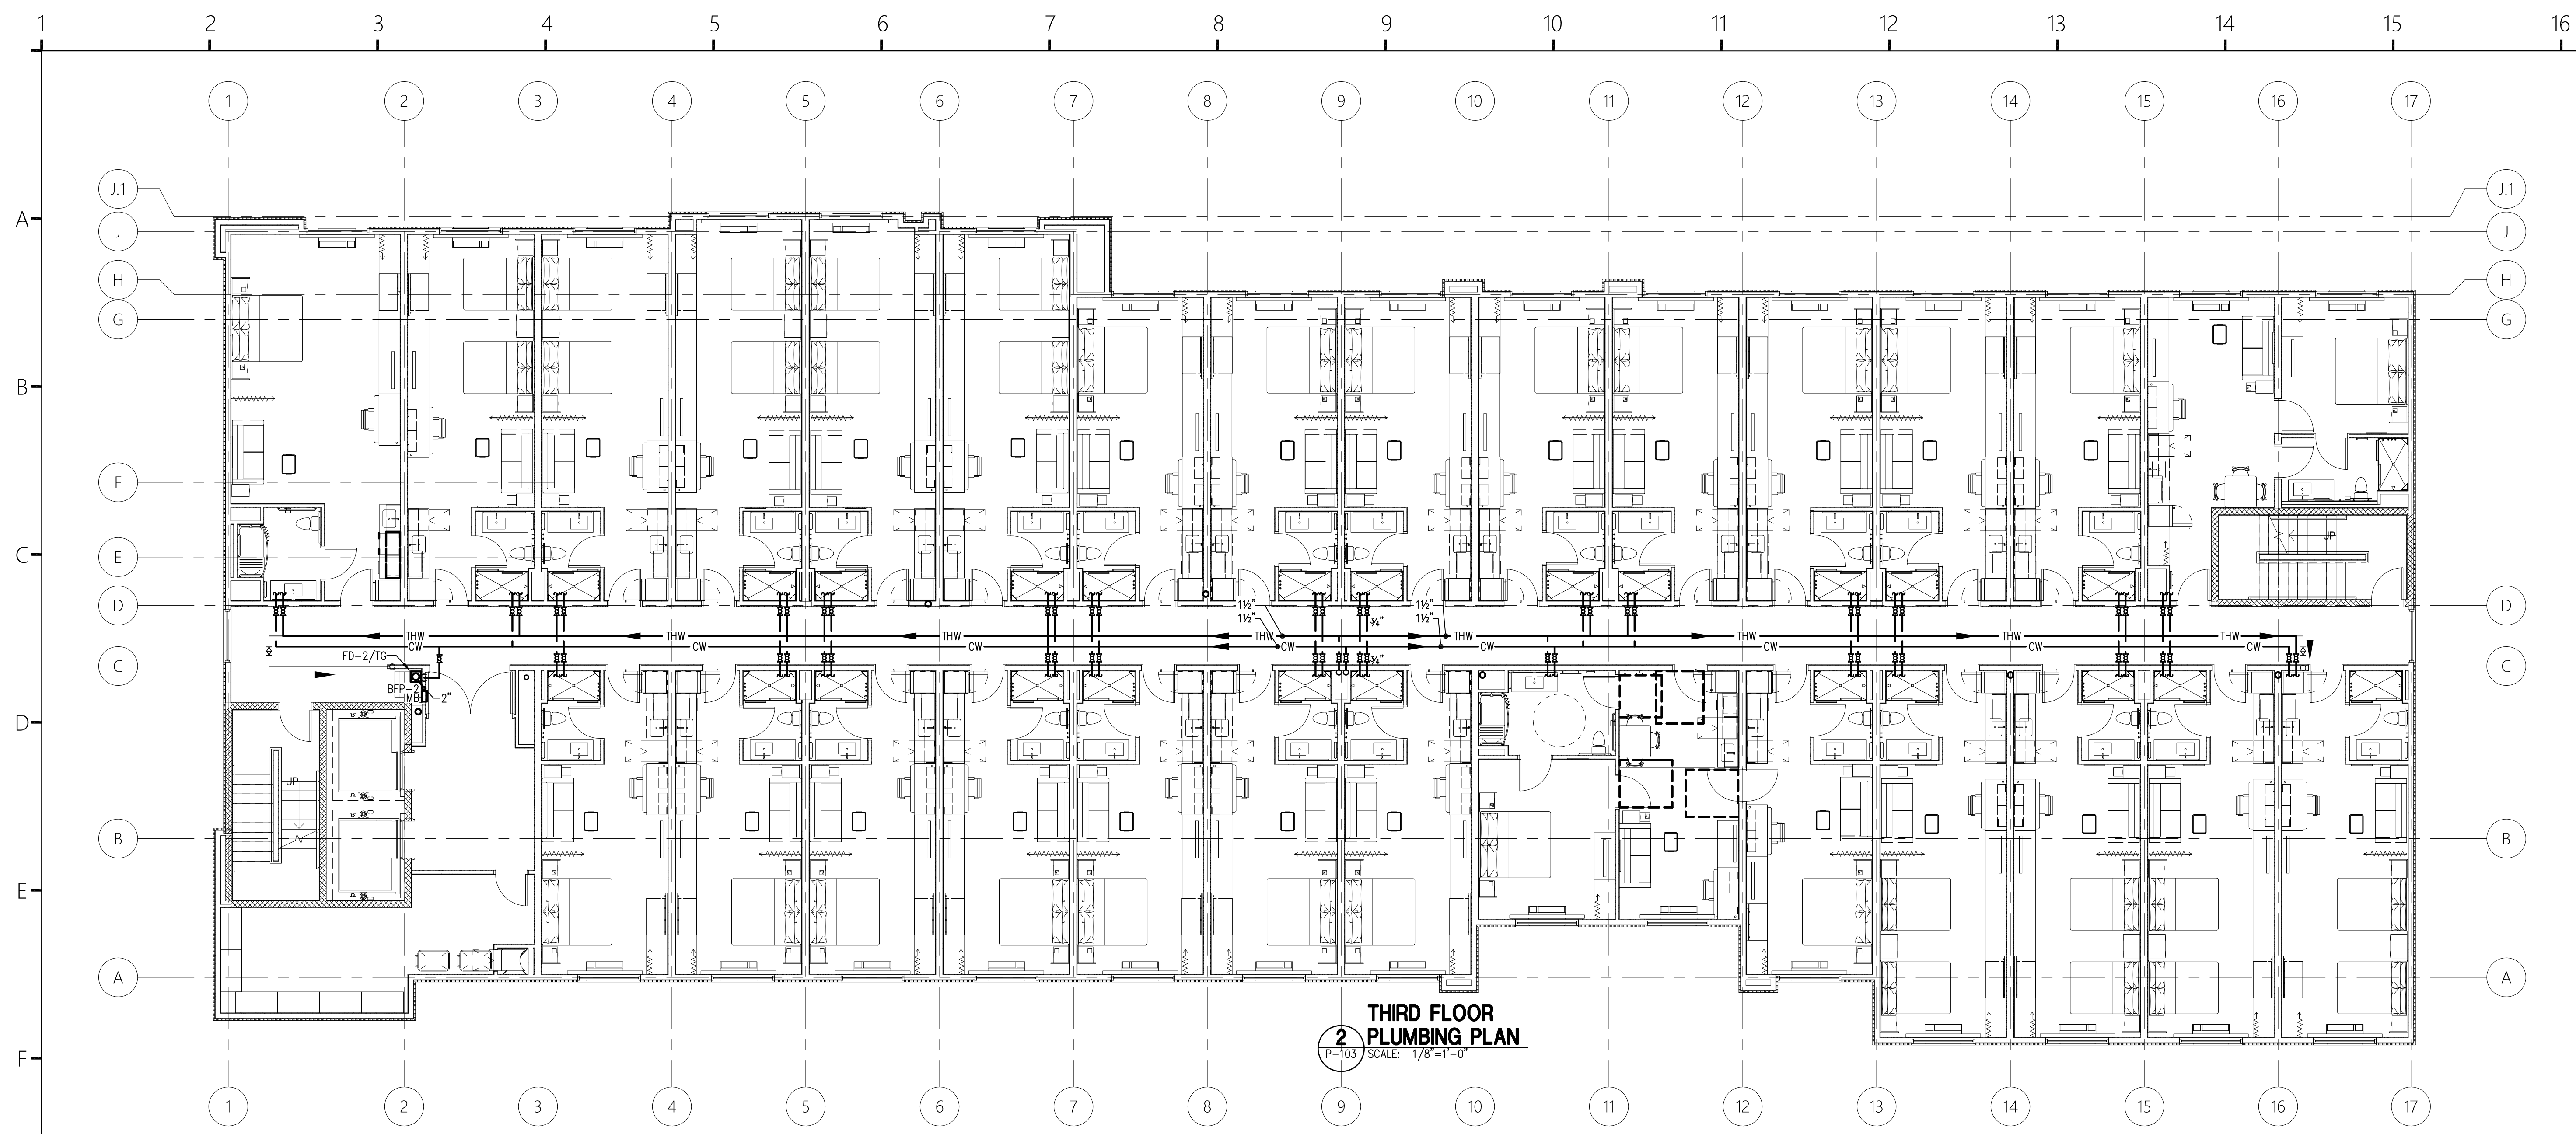 1 2 3 4 5 6 7 8 9 10 11 12 13 14 15 16
1 2 3 4 5 6 7 8 9 10 11 12 13 14 15 16 17
J.1 J.1
A
J J
H H
G G
B
F
C
E
UP
D D
1½" 1½"
1½" 1½"
¾"
THW THW THW THW THW THW THW THW
CW CW CW CW CW CW CW CW
FD-2/TG
¾"
C C
BFP-2
IMB
2"
D
UP
B B
E
A A
THIRD FLOOR
2 PLUMBING PLAN
P-103 SCALE: 1/8"=1'-0"
F
1 2 3 4 5 6 7 8 9 10 11 12 13 14 15 16 17